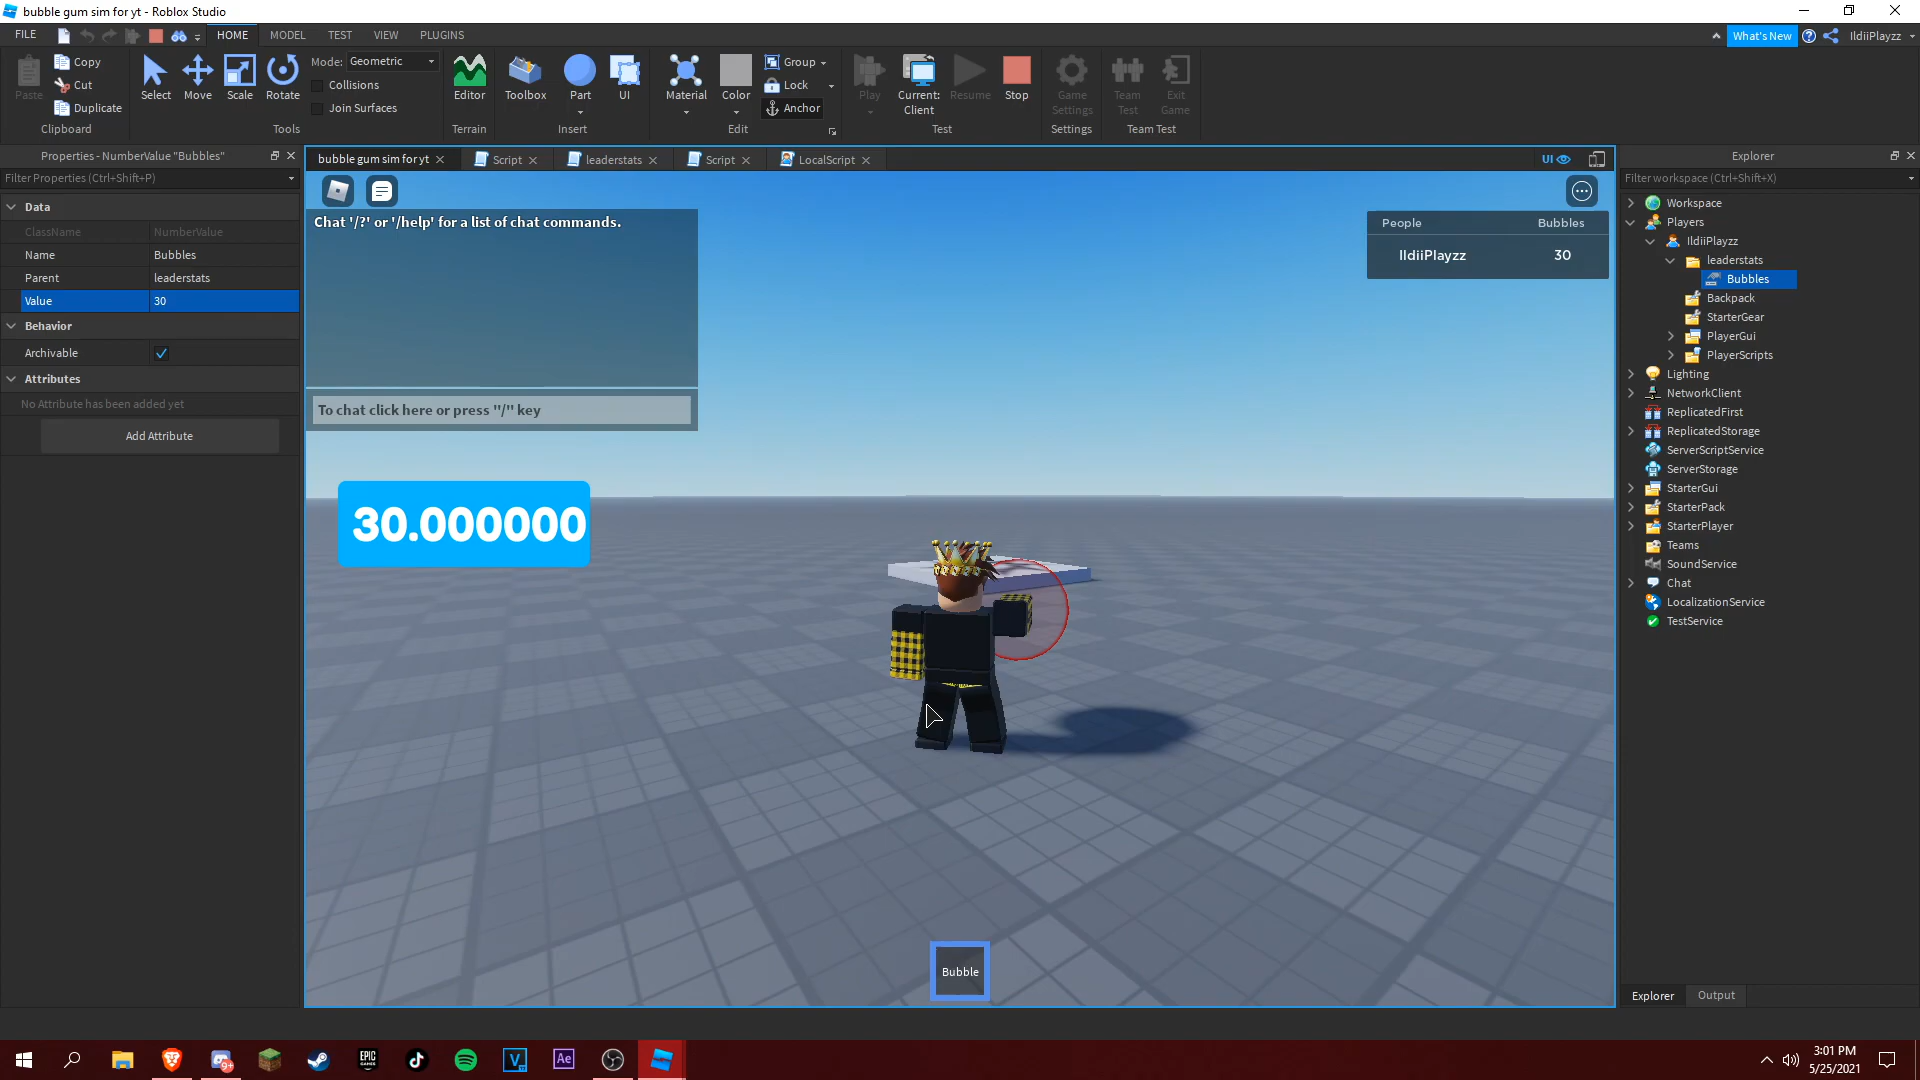 bubble gum sim for yt - Roblox Studio
FILE
HOME
MODEL
TEST
VIEW
PLUGINS
What's New
IldiiPlayzz
Paste
Copy
Cut
Duplicate
Clipboard
Select
Move
Scale
Rotate
Mode: Geometric
Collisions
Join Surfaces
Tools
Editor
Terrain
Toolbox
Part
UI
Insert
Material
Color
Group
Lock
Anchor
Edit
Play
Current:
Client
Resume
Stop
Test
Game
Settings
Settings
Team
Test
Exit
Game
Team Test
Properties - NumberValue "Bubbles"
Filter Properties (Ctrl+Shift+P)
Data
ClassName NumberValue
Name Bubbles
Parent leaderstats
Value 30
Behavior
Archivable
Attributes
No Attribute has been added yet
Add Attribute
bubble gum sim for yt
Script
leaderstats
Script
LocalScript
UI
Chat '/?' or '/help' for a list of chat commands.
To chat click here or press "/" key
People Bubbles
IldiiPlayzz 30
30.000000
Bubble
Explorer
Filter workspace (Ctrl+Shift+X)
Workspace
Players
IldiiPlayzz
leaderstats
Bubbles
Backpack
StarterGear
PlayerGui
PlayerScripts
Lighting
NetworkClient
ReplicatedFirst
ReplicatedStorage
ServerScriptService
ServerStorage
StarterGui
StarterPack
StarterPlayer
Teams
SoundService
Chat
LocalizationService
TestService
Explorer
Output
9+
EPIC
GAMES
V
Ae
3:01 PM
5/25/2021